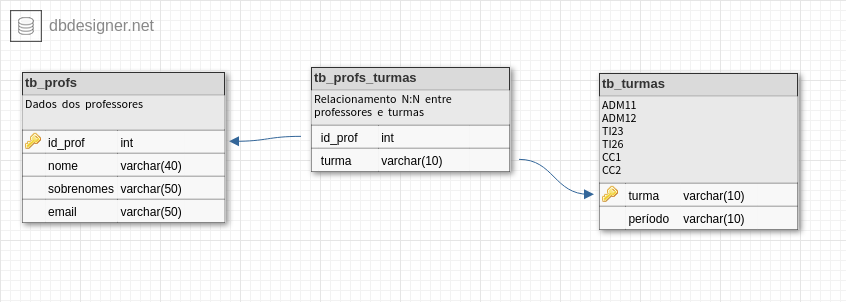 dbdesigner.net
tb_profs
Dados dos professores
id_prof int
nome varchar(40)
sobrenomes varchar(50)
email varchar(50)
tb_profs_turmas
Relacionamento N:N entre
professores e turmas
id_prof int
turma varchar(10)
tb_turmas
ADM11
ADM12
TI23
TI26
CC1
CC2
turma varchar(10)
período varchar(10)